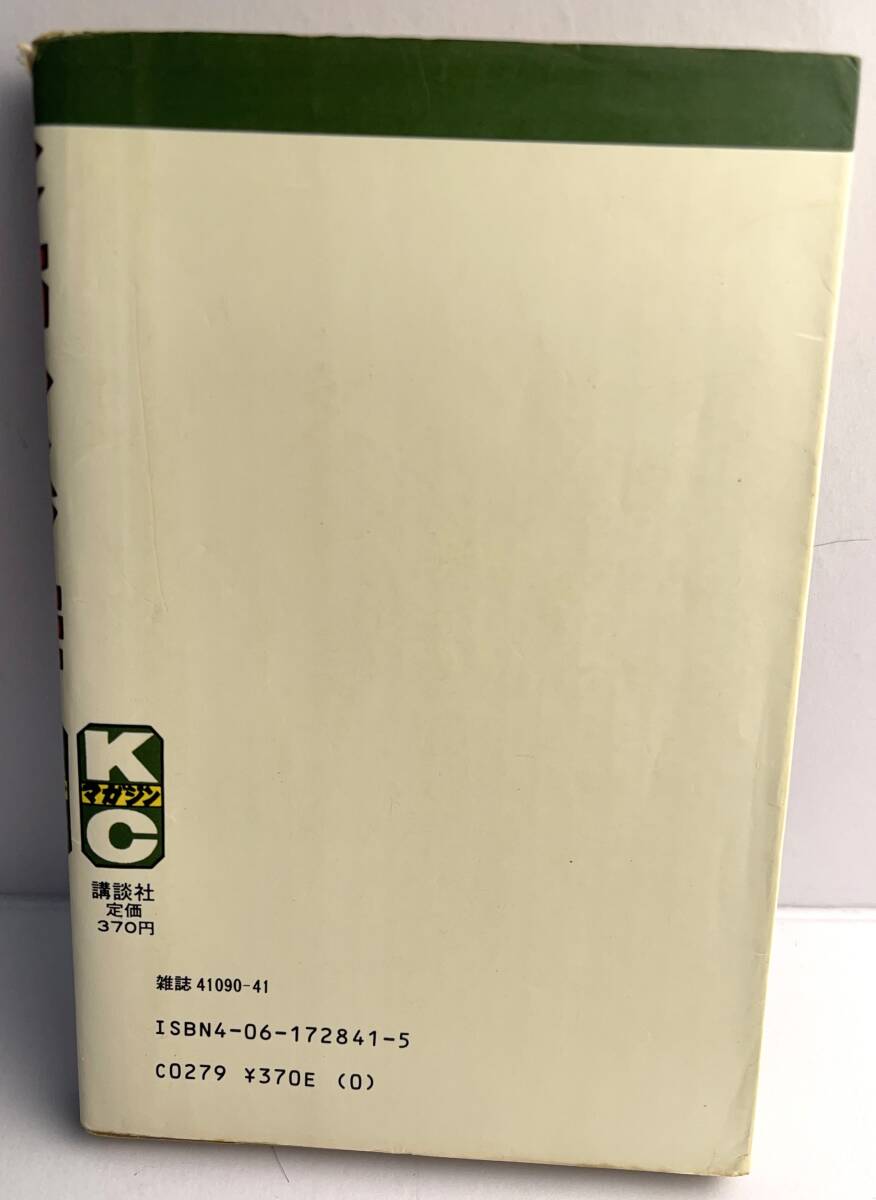 K
マガジン
C
講談社
定価
370円
雑誌 41090-41
ISBN4-06-172841-5
C0279 ¥370E (0)